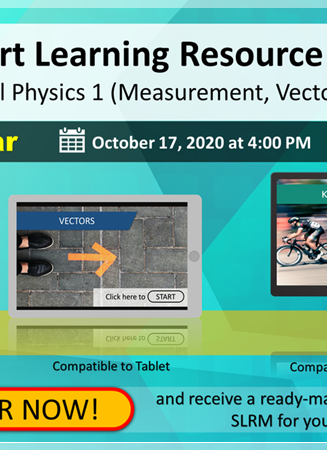 rt Learning Resource
l Physics 1 (Measurement, Vecto
ar
October 17, 2020 at 4:00 PM
VECTORS
K
Click here to START
Compatible to Tablet
Compa
R NOW!
and receive a ready-ma
SLRM for you